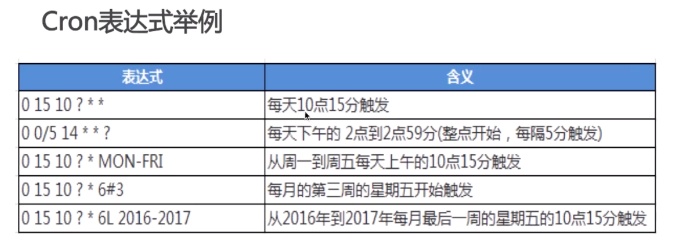 Cron表达式举例
表达式 含义
0 15 10 ? * * 每天10点15分触发
0 0/5 14 * * ? 每天下午的 2点到2点59分(整点开始，每隔5分触发)
0 15 10 ? * MON-FRI 从周一到周五每天上午的10点15分触发
0 15 10 ? * 6#3 每月的第三周的星期五开始触发
0 15 10 ? * 6L 2016-2017 从2016年到2017年每月最后一周的星期五的10点15分触发